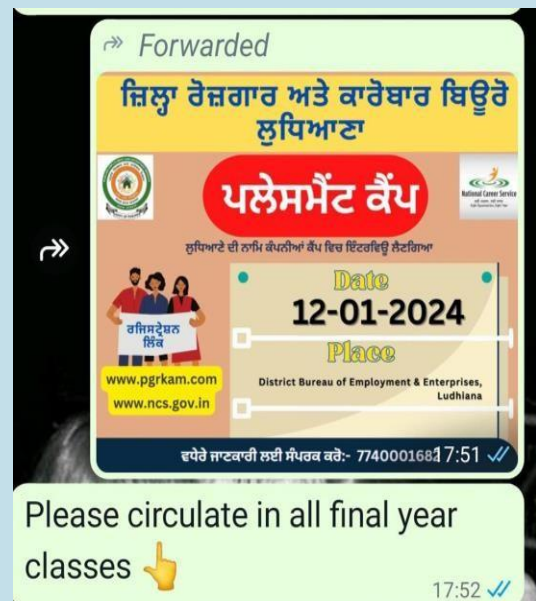 Forwarded
ਜ਼ਿਲ੍ਹਾ ਰੋਜ਼ਗਾਰ ਅਤੇ ਕਾਰੋਬਾਰ ਬਿਊਰੋ
ਲੁਧਿਆਣਾ
ਪਲੇਸਮੈਂਟ ਕੈਂਪ
National Career Service
ਲੁਧਿਆਣੇ ਦੀ ਨਾਮਿ ਕੰਪਨੀਆਂ ਕੈਂਪ ਵਿਚ ਇੰਟਰਵਿਊ ਲੈਣਗਿਆ
Date
12-01-2024
Place
District Bureau of Employment & Enterprises,
Ludhiana
ਰਜਿਸਟ੍ਰੇਸ਼ਨ
ਲਿੰਕ
www.pgrkam.com
www.ncs.gov.in
ਵਧੇਰੇ ਜਾਣਕਾਰੀ ਲਈ ਸੰਪਰਕ ਕਰੋ:- 7740001682
17:51
Please circulate in all final year
classes 👆
17:52